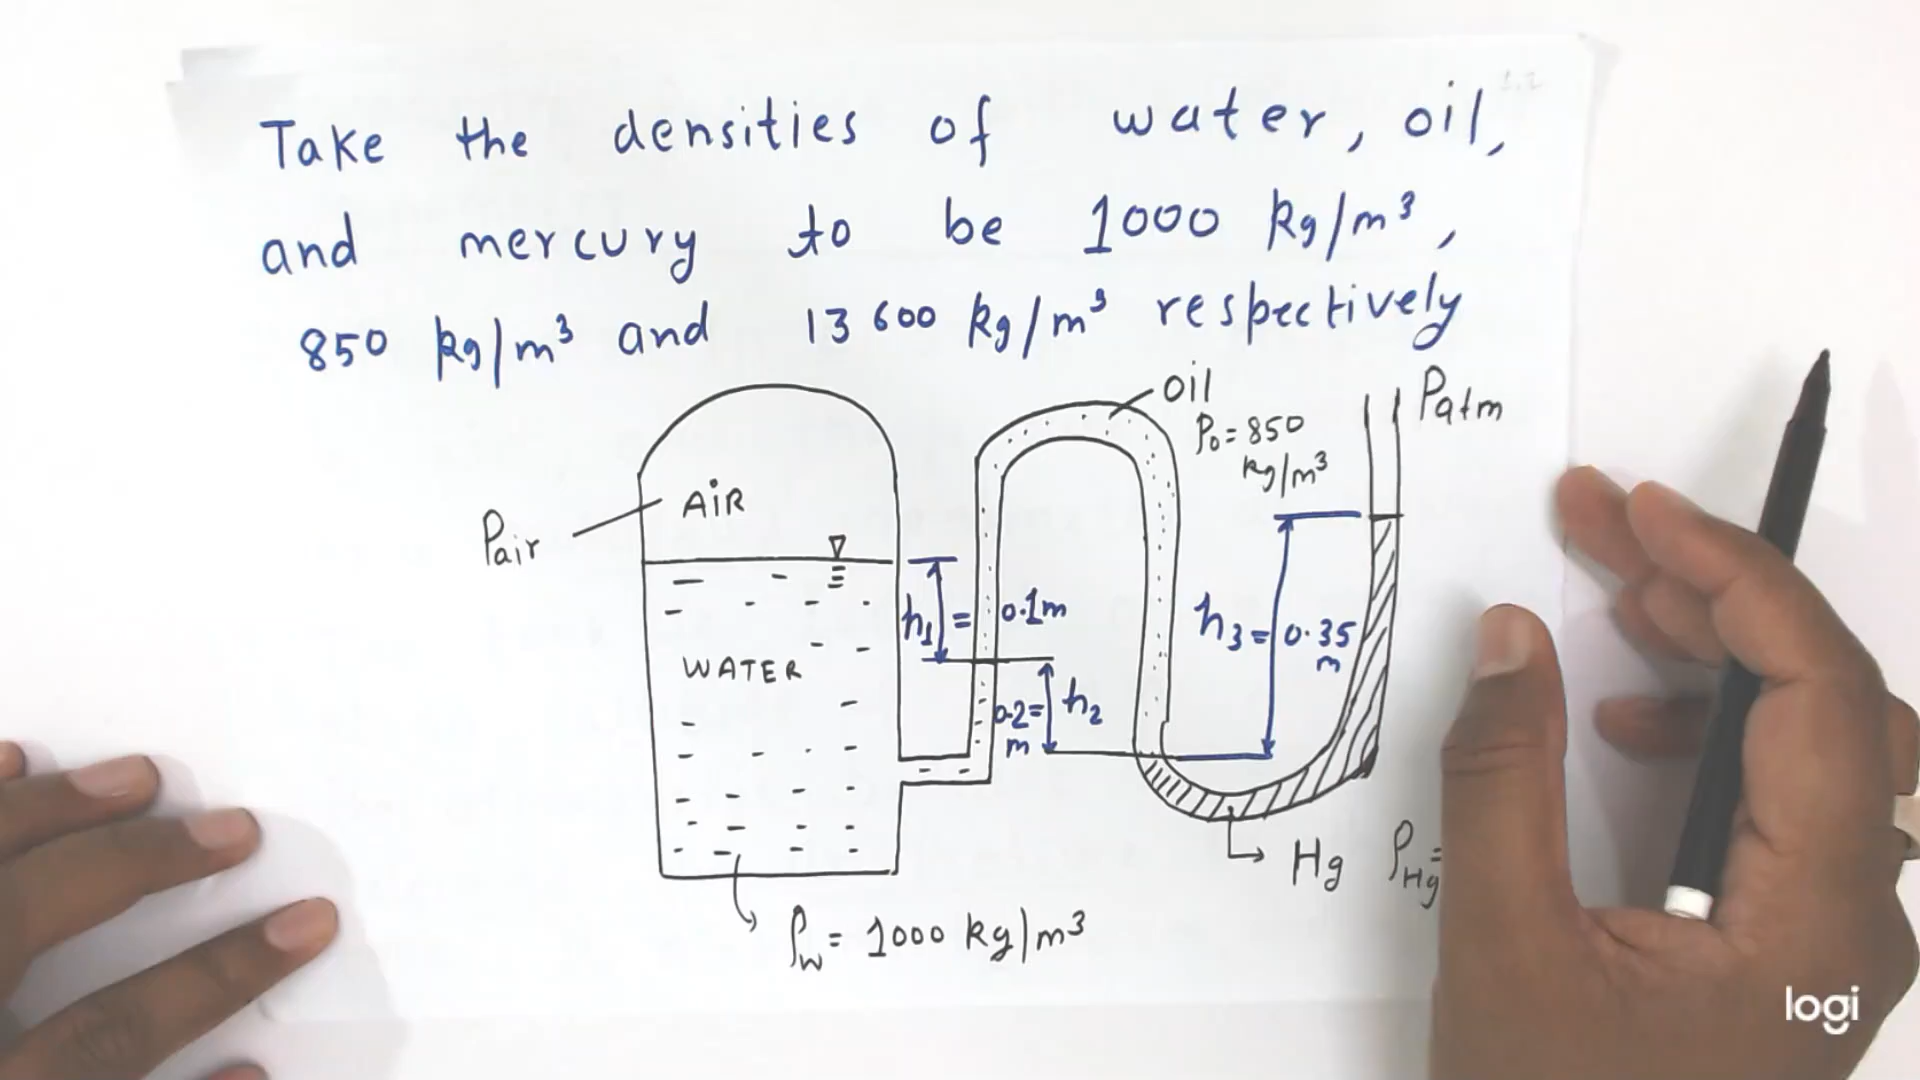 Take the densities of water, oil,
and mercury to be 1000 kg/m³,
850 kg/m³ and 13600 kg/m³ respectively
oil
ρo = 850
kg/m³
Patm
AIR
Pair
h1 = 0.1m
WATER
h3 = 0.35
m
0.2 = h2
m
Hg ρHg =
ρw = 1000 kg/m³
logi